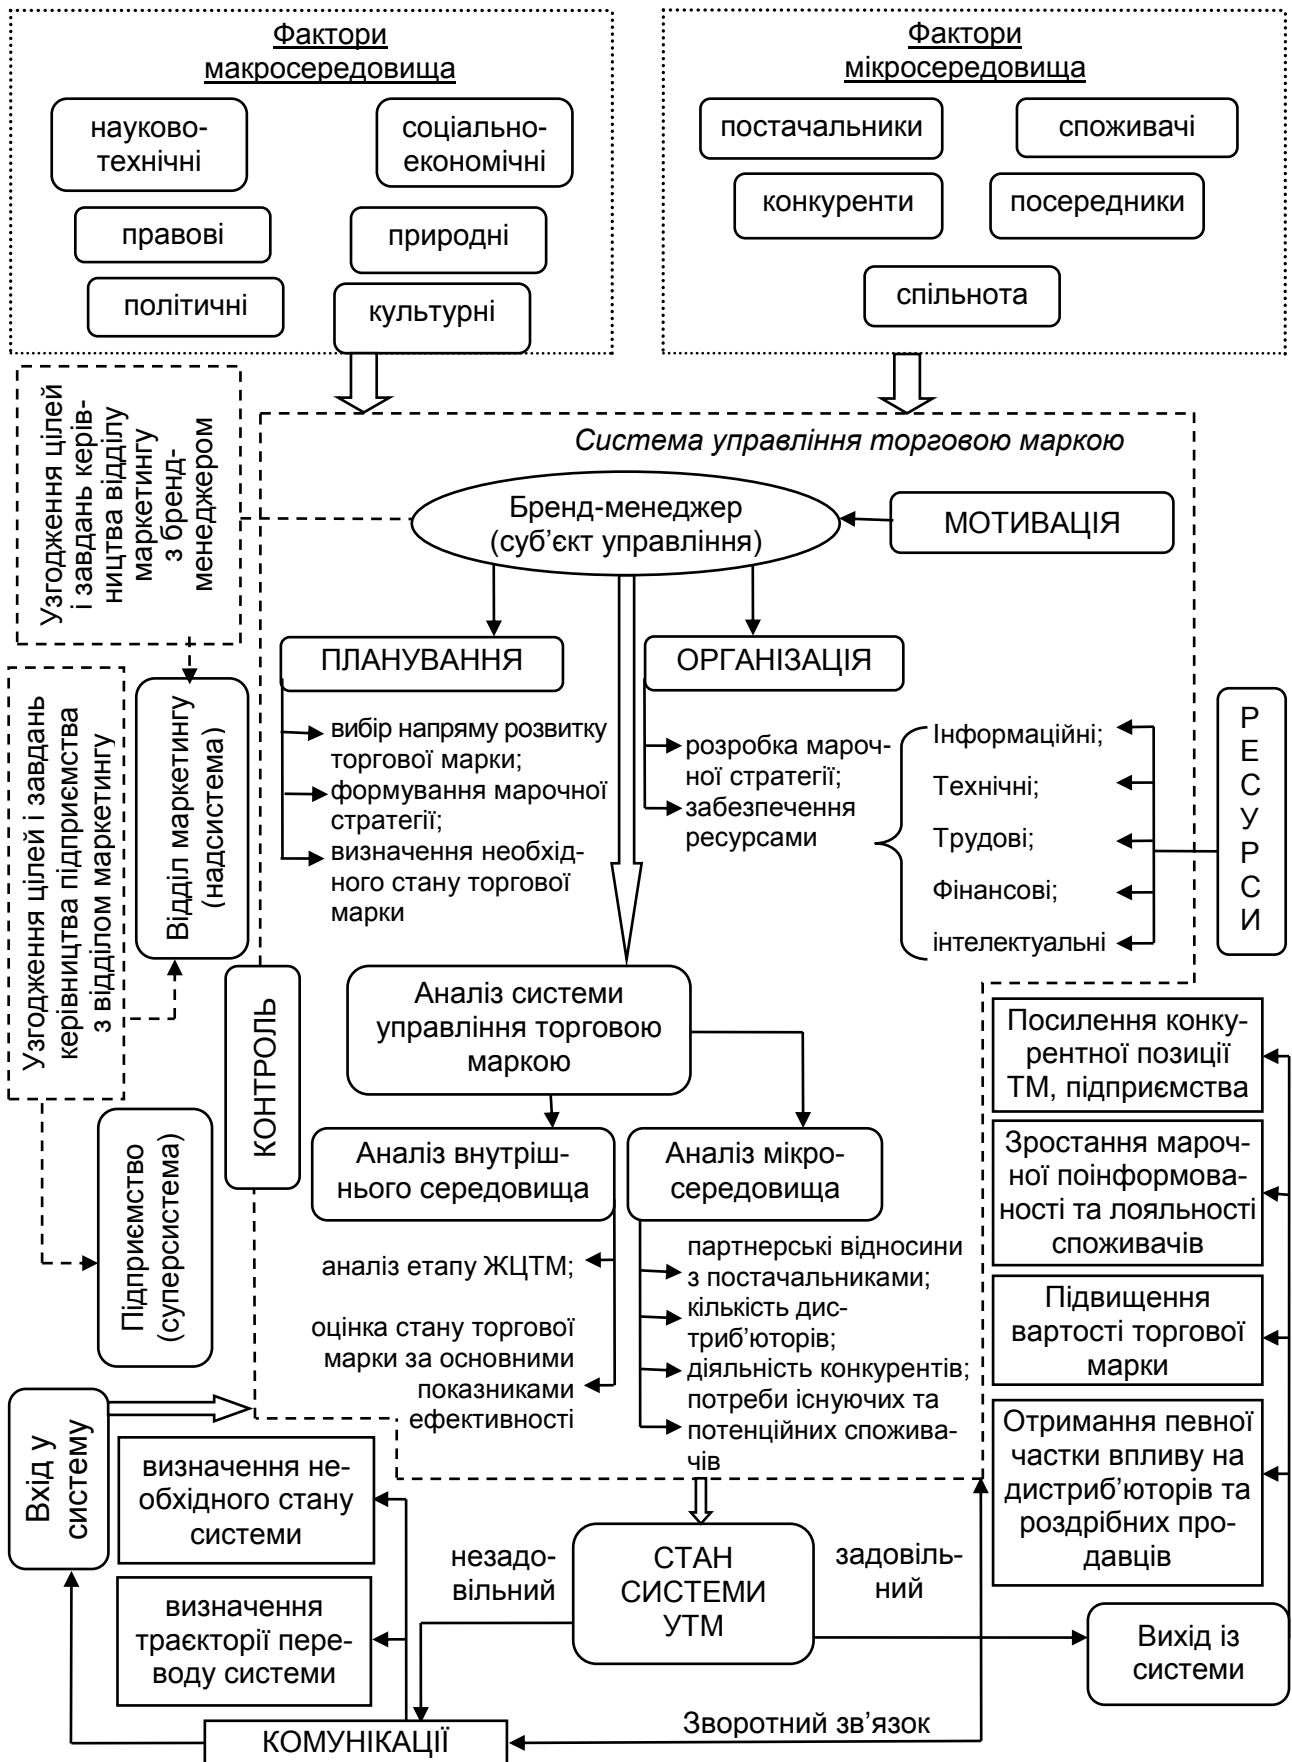 Фактори
макросередовища
науково-
технічні
соціально-
економічні
правові
природні
політичні
культурні
Фактори
мікросередовища
постачальники
споживачі
конкуренти
посередники
спільнота
Узгодження цілей
і завдань керів-
ництва відділу
маркетингу
з бренд-
менеджером
Система управління торговою маркою
Бренд-менеджер
(суб’єкт управління)
МОТИВАЦІЯ
ПЛАНУВАННЯ
вибір напряму розвитку
торгової марки;
формування марочної
стратегії;
визначення необхід-
ного стану торгової
марки
ОРГАНІЗАЦІЯ
розробка мароч-
ної стратегії;
забезпечення
ресурсами
Інформаційні;
Технічні;
Трудові;
Фінансові;
інтелектуальні
РЕСУРСИ
Узгодження цілей і завдань
керівництва підприємства
з відділом маркетингу
Відділ маркетингу
(надсистема)
КОНТРОЛЬ
Підприємство
(суперсистема)
Аналіз системи
управління торговою
маркою
Аналіз внутріш-
нього середовища
аналіз етапу ЖЦТМ;
оцінка стану торгової
марки за основними
показниками
ефективності
Аналіз мікро-
середовища
партнерські відносини
з постачальниками;
кількість дис-
триб’юторів;
діяльність конкурентів;
потреби існуючих та
потенційних спожива-
чів
Посилення конку-
рентної позиції
ТМ, підприємства
Зростання мароч-
ної поінформова-
ності та лояльності
споживачів
Підвищення
вартості торгової
марки
Отримання певної
частки впливу на
дистриб’юторів та
роздрібних про-
давців
Вхід у
систему
визначення не-
обхідного стану
системи
визначення
траєкторії пере-
воду системи
незадо-
вільний
СТАН
СИСТЕМИ
УТМ
задовіль-
ний
Вихід із
системи
КОМУНІКАЦІЇ
Зворотний зв’язок